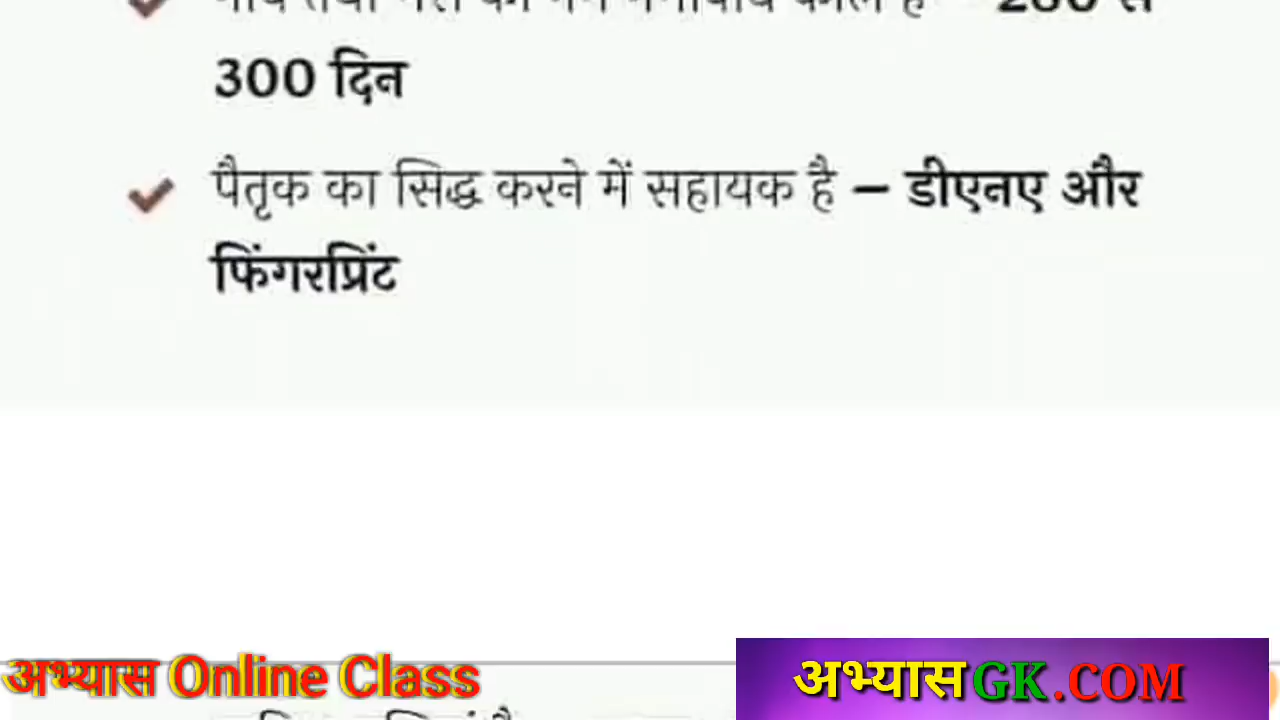 300 दिन
पैतृक का सिद्ध करने में सहायक है – डीएनए और
फिंगरप्रिंट
अभ्यास Online Class
अभ्यासGK.COM